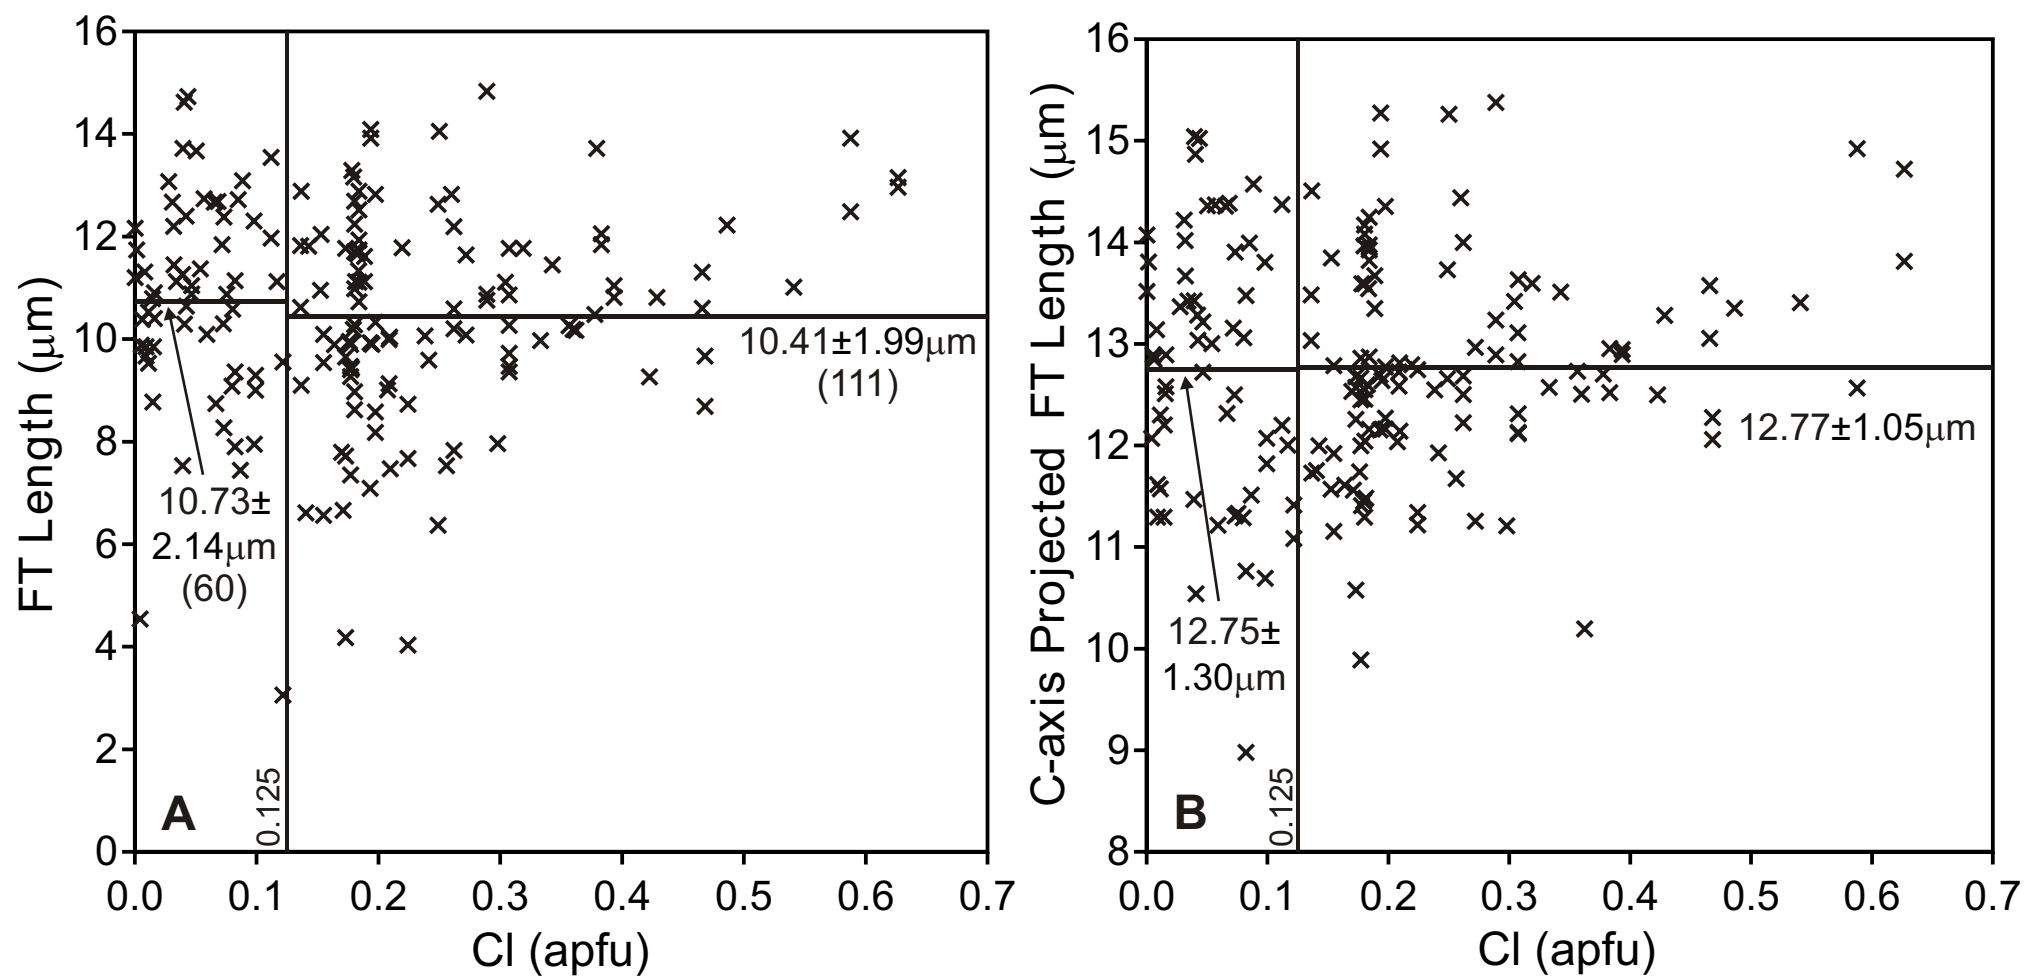 FT Length (μm)
16
14
12
10
8
6
4
2
0
10.73±
2.14μm
(60)
10.41±1.99μm
(111)
A
0.125
0.0 0.1 0.2 0.3 0.4 0.5 0.6 0.7
Cl (apfu)
C-axis Projected FT Length (μm)
16
15
14
13
12
11
10
9
8
12.77±1.05μm
12.75±
1.30μm
B
0.125
0.0 0.1 0.2 0.3 0.4 0.5 0.6 0.7
Cl (apfu)